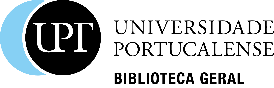 UPT
UNIVERSIDADE
PORTUCALENSE
BIBLIOTECA GERAL